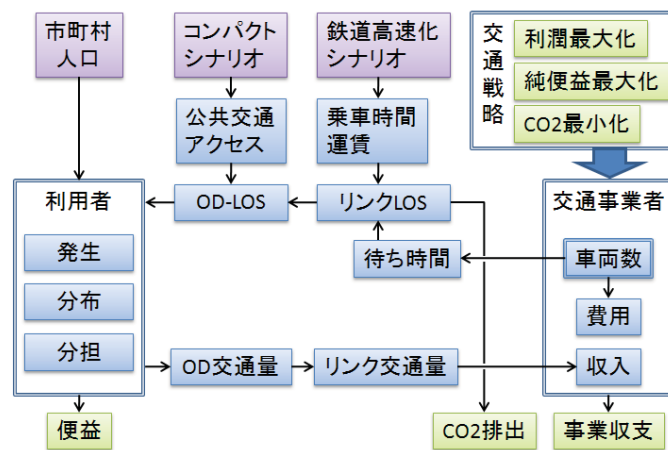 市町村
人口
コンパクト
シナリオ
鉄道高速化
シナリオ
交通戦略
利潤最大化
純便益最大化
CO2最小化
公共交通
アクセス
乗車時間
運賃
利用者
OD-LOS
リンクLOS
交通事業者
発生
待ち時間
車両数
分布
費用
分担
OD交通量
リンク交通量
収入
便益
CO2排出
事業収支